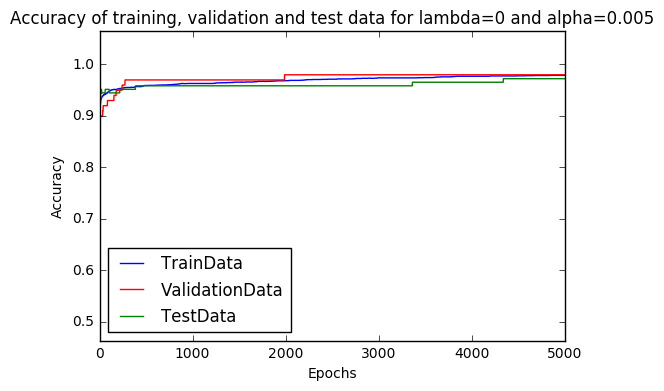 Accuracy of training, validation and test data for lambda=0 and alpha=0.005
1.0
0.9
0.8
0.7
0.6
0.5
Accuracy
TrainData
ValidationData
TestData
0 1000 2000 3000 4000 5000
Epochs